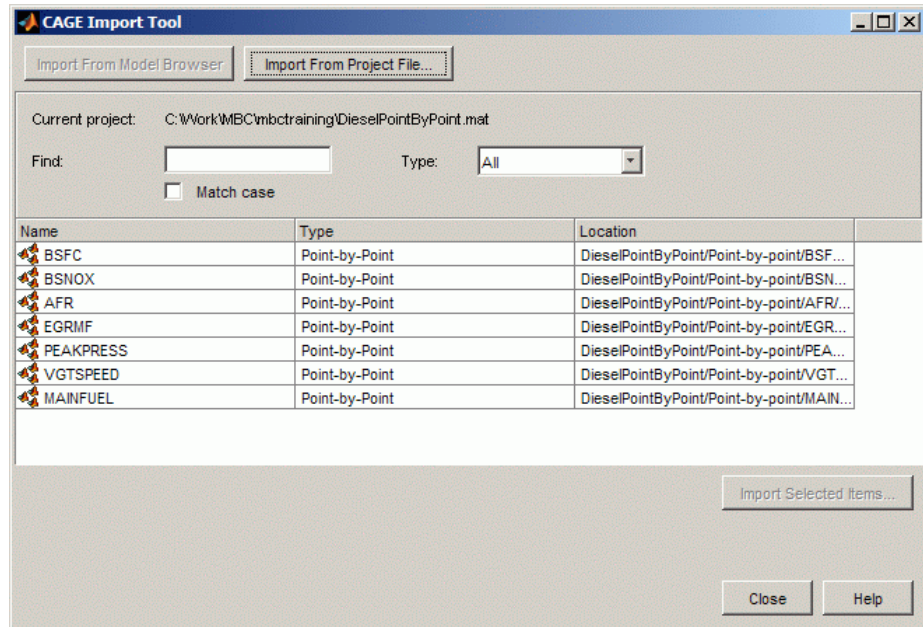 CAGE Import Tool
Import From Model Browser Import From Project File...
Current project: C:\Work\MBC\mbctraining\DieselPointByPoint.mat
Find: Type: All
Match case
Name Type Location
BSFC Point-by-Point DieselPointByPoint/Point-by-point/BSF...
BSNOX Point-by-Point DieselPointByPoint/Point-by-point/BSN...
AFR Point-by-Point DieselPointByPoint/Point-by-point/AFR/...
EGRMF Point-by-Point DieselPointByPoint/Point-by-point/EGR...
PEAKPRESS Point-by-Point DieselPointByPoint/Point-by-point/PEA...
VGTSPEED Point-by-Point DieselPointByPoint/Point-by-point/VGT...
MAINFUEL Point-by-Point DieselPointByPoint/Point-by-point/MAIN...
Import Selected Items...
Close Help